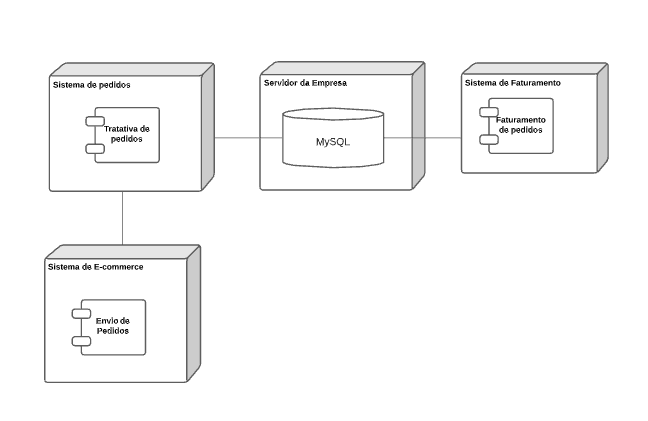 Sistema de pedidos
Tratativa de
pedidos
Servidor da Empresa
MySQL
Sistema de Faturamento
Faturamento
de pedidos
Sistema de E-commerce
Envio de
Pedidos